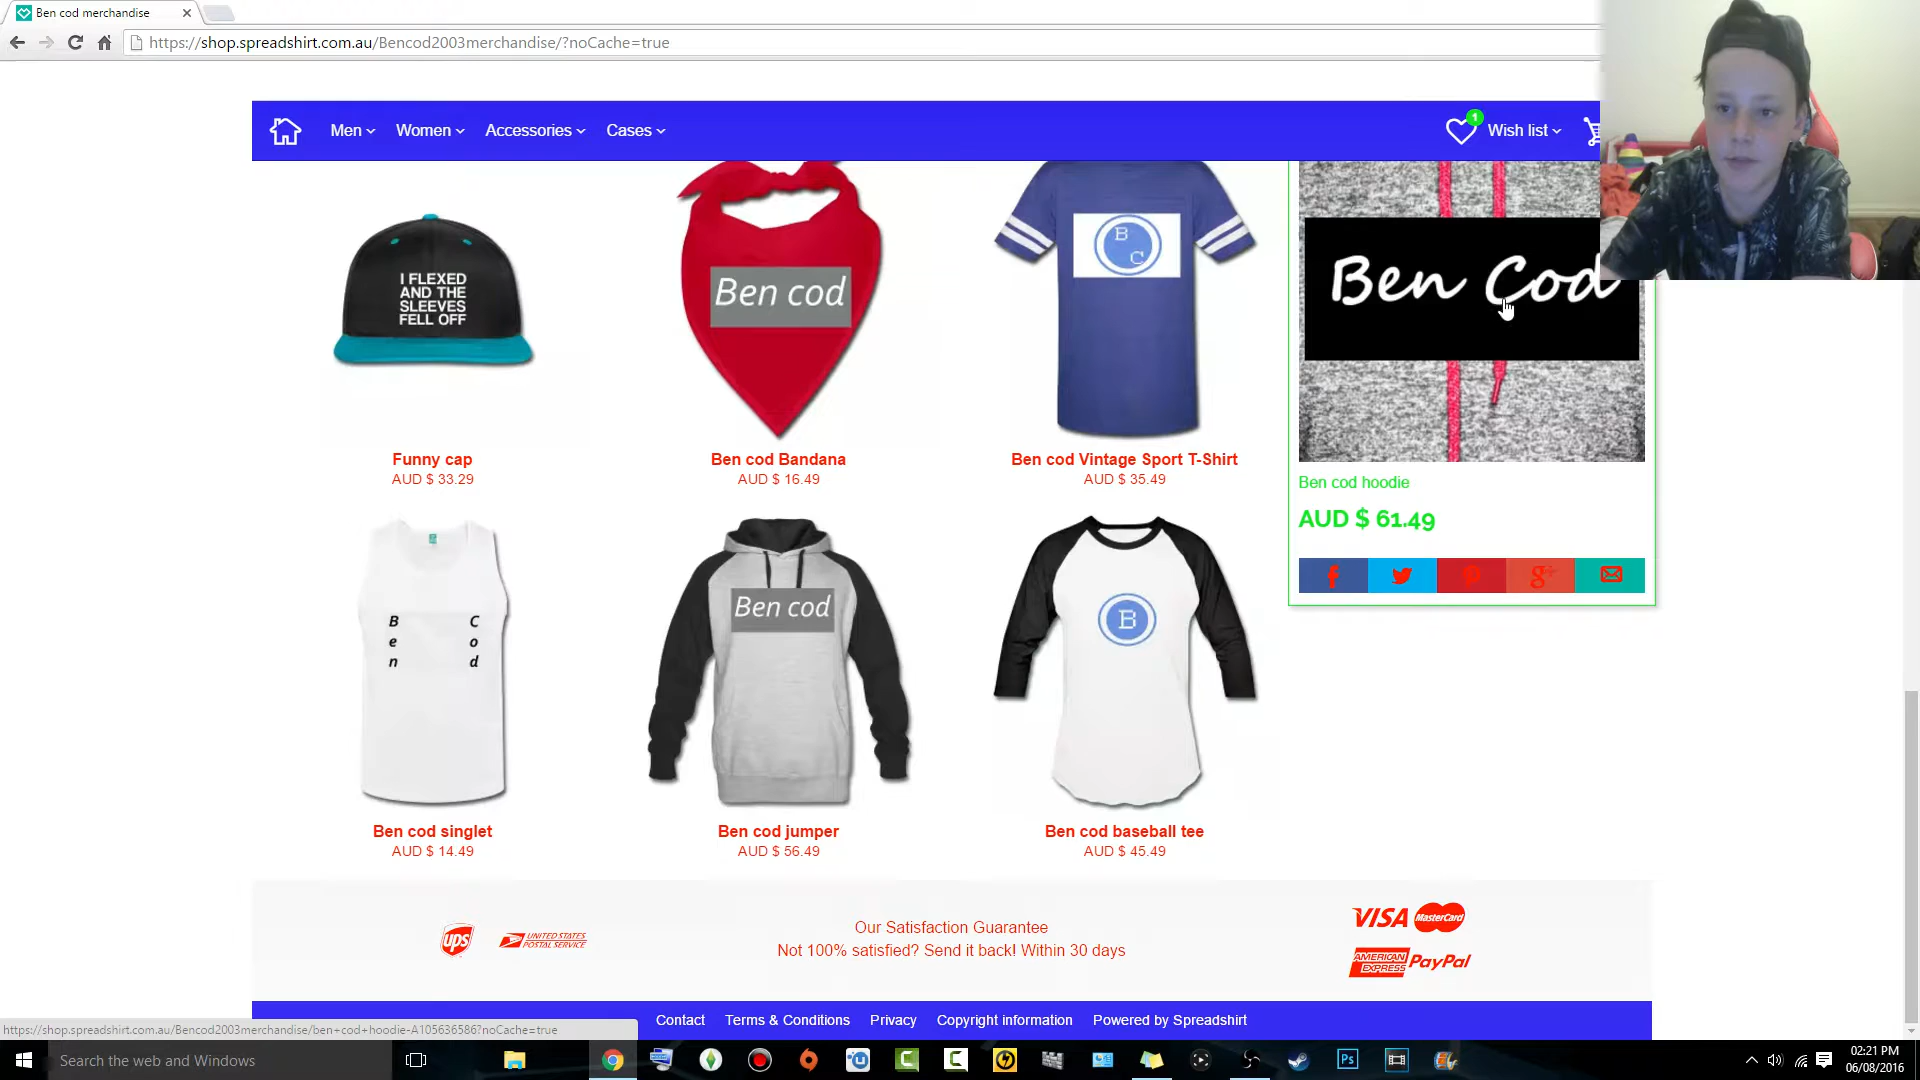 Ben cod merchandise
https://shop.spreadshirt.com.au/Bencod2003merchandise/?noCache=true
Men Women Accessories Cases
1
Wish list
I FLEXED
AND THE
SLEEVES
FELL OFF
Ben cod
B
C
Ben Cod
Funny cap
AUD $ 33.29
Ben cod Bandana
AUD $ 16.49
Ben cod Vintage Sport T-Shirt
AUD $ 35.49
Ben cod hoodie
AUD $ 61.49
B C
e o
n d
Ben cod
B
Ben cod singlet
AUD $ 14.49
Ben cod jumper
AUD $ 56.49
Ben cod baseball tee
AUD $ 45.49
ups
UNITED STATES
POSTAL SERVICE
Our Satisfaction Guarantee
Not 100% satisfied? Send it back! Within 30 days
VISA MasterCard
AMERICAN
EXPRESS
PayPal
Contact Terms & Conditions Privacy Copyright information Powered by Spreadshirt
https://shop.spreadshirt.com.au/Bencod2003merchandise/ben+cod+hoodie-A105636586?noCache=true
Search the web and Windows
Ps
02:21 PM
06/08/2016